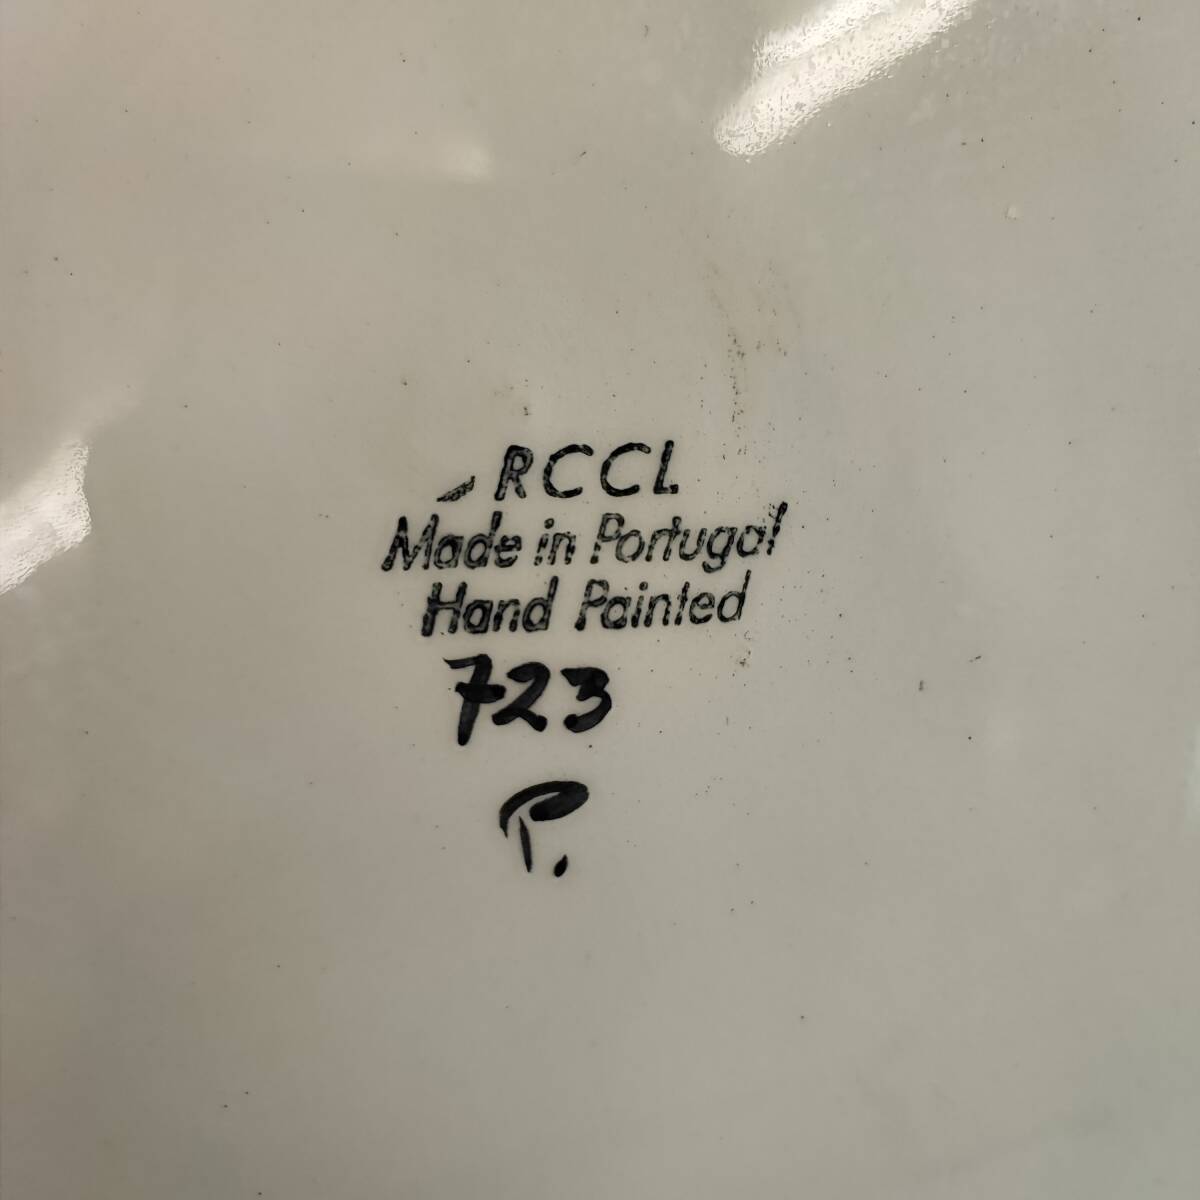 RCCL
Made in Portugal
Hand Painted
723
P.